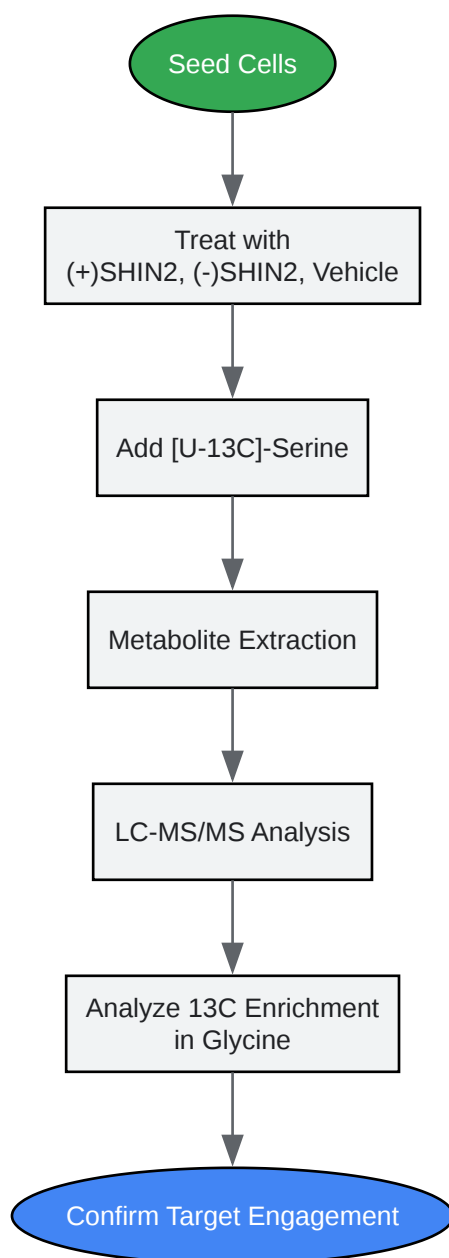 Seed Cells
Treat with
(+)SHIN2, (-)SHIN2, Vehicle
Add [U-13C]-Serine
Metabolite Extraction
LC-MS/MS Analysis
Analyze 13C Enrichment
in Glycine
Confirm Target Engagement